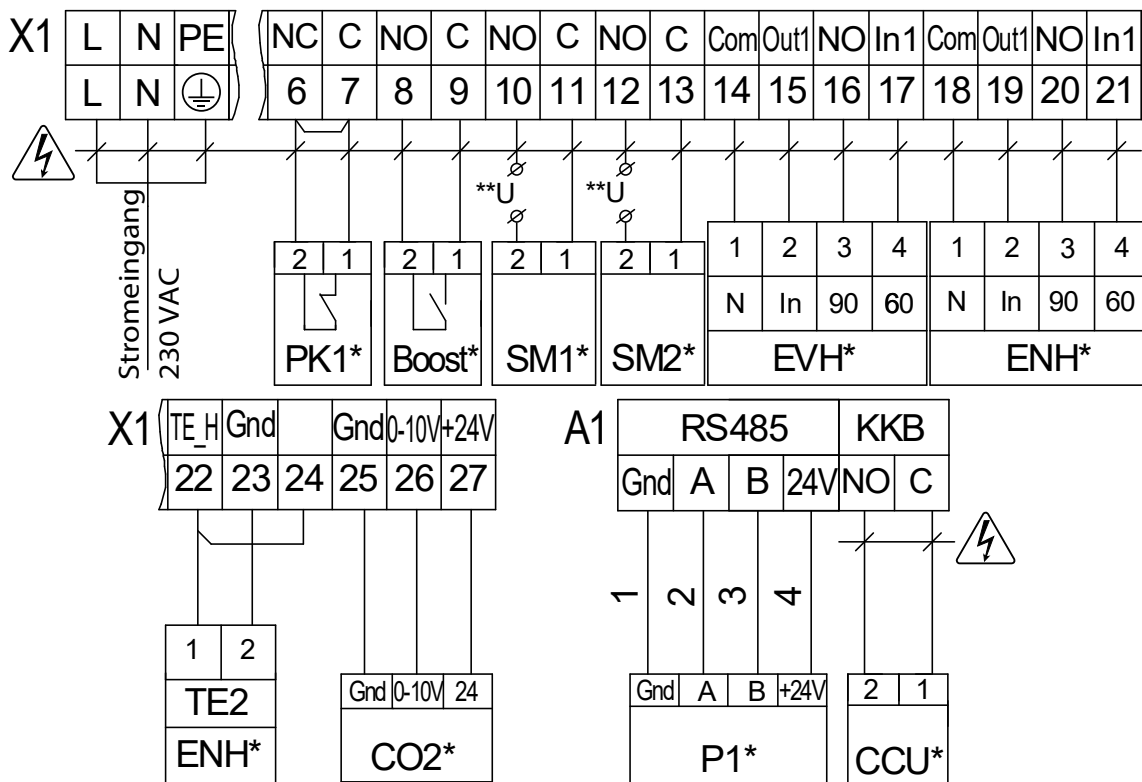 X1 L N PE NC C NO C NO C NO C Com Out1 NO In1 Com Out1 NO In1
L N 6 7 8 9 10 11 12 13 14 15 16 17 18 19 20 21
**U **U
Stromeingang
230 VAC
2 1 2 1 2 1 2 1 1 2 3 4 1 2 3 4
N In 90 60 N In 90 60
PK1* Boost* SM1* SM2* EVH* ENH*
X1 TE_H Gnd Gnd 0-10V +24V A1 RS485 KKB
22 23 24 25 26 27 Gnd A B 24V NO C
1 2 3 4
1 2
TE2
ENH*
Gnd 0-10V 24
CO2*
Gnd A B +24V
P1*
2 1
CCU*